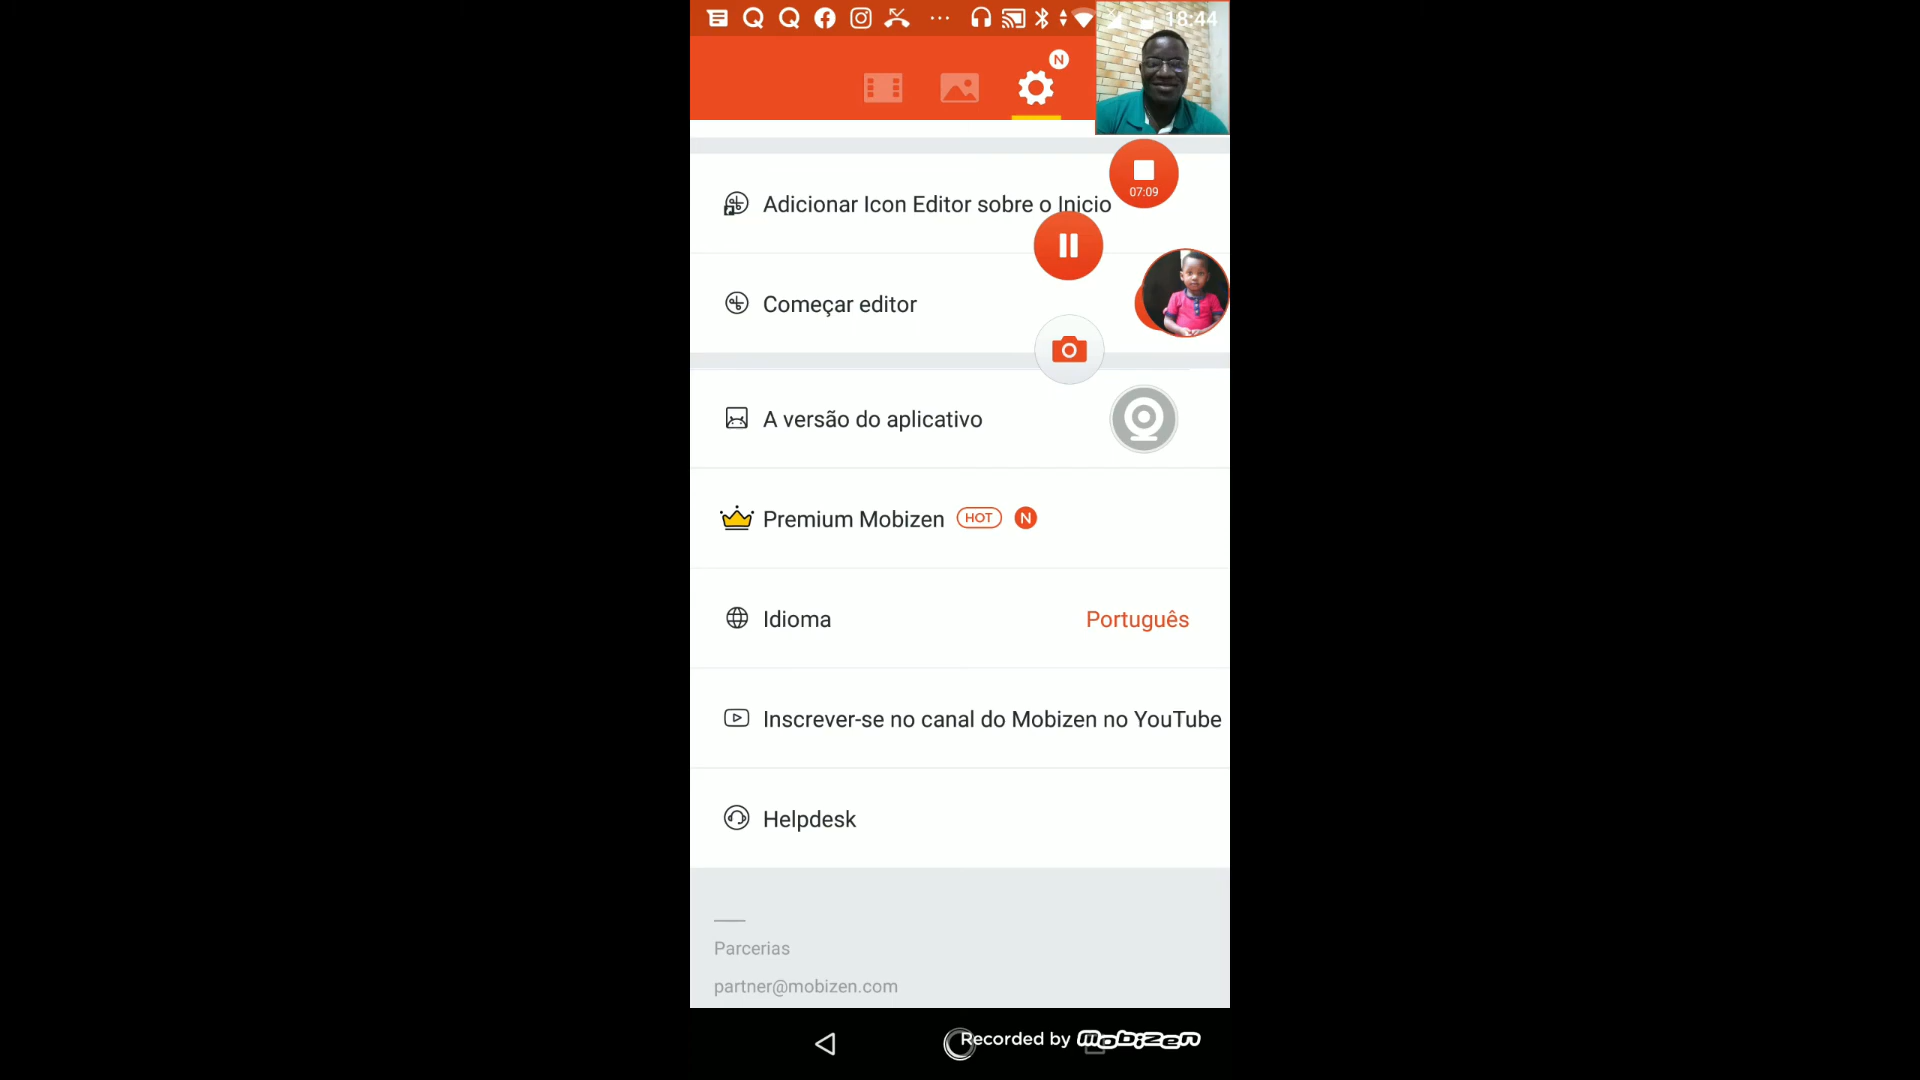 18:44
N
07:09
Adicionar Icon Editor sobre o Inicio
Começar editor
A versão do aplicativo
Premium Mobizen HOT N
Idioma Português
Inscrever-se no canal do Mobizen no YouTube
Helpdesk
Parcerias
partner@mobizen.com
Recorded by mobizen